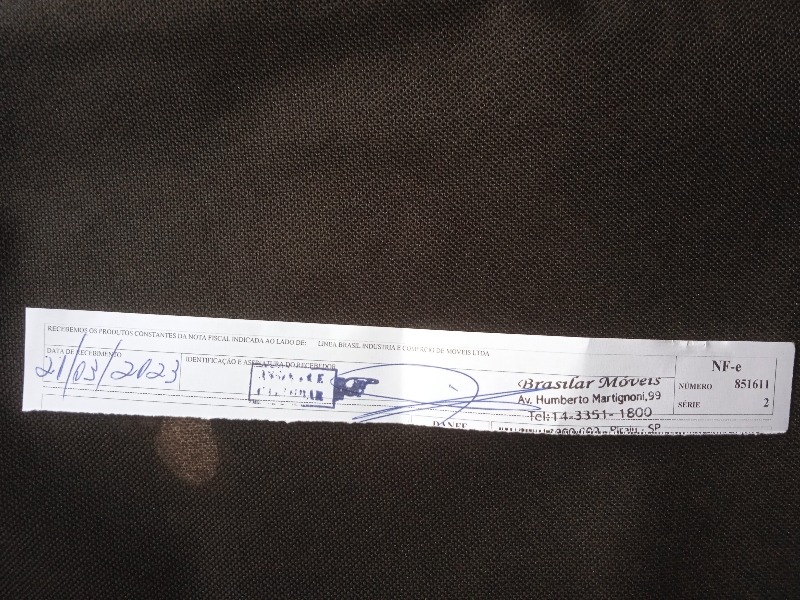 RECEBEMOS OS PRODUTOS CONSTANTES DA NOTA FISCAL INDICADA AO LADO DE: LINEA BRASIL INDUSTRIA E COMERCIO DE MOVEIS LTDA
DATA DE RECEBIMENTO
21/03/2023
IDENTIFICAÇÃO E ASSINATURA DO RECEBEDOR
Brasilar Móveis
Av. Humberto Martignoni, 99
Tel: 14-3351-1800
Piraju, SP
NF-e
NÚMERO 851611
SÉRIE 2
DANFE